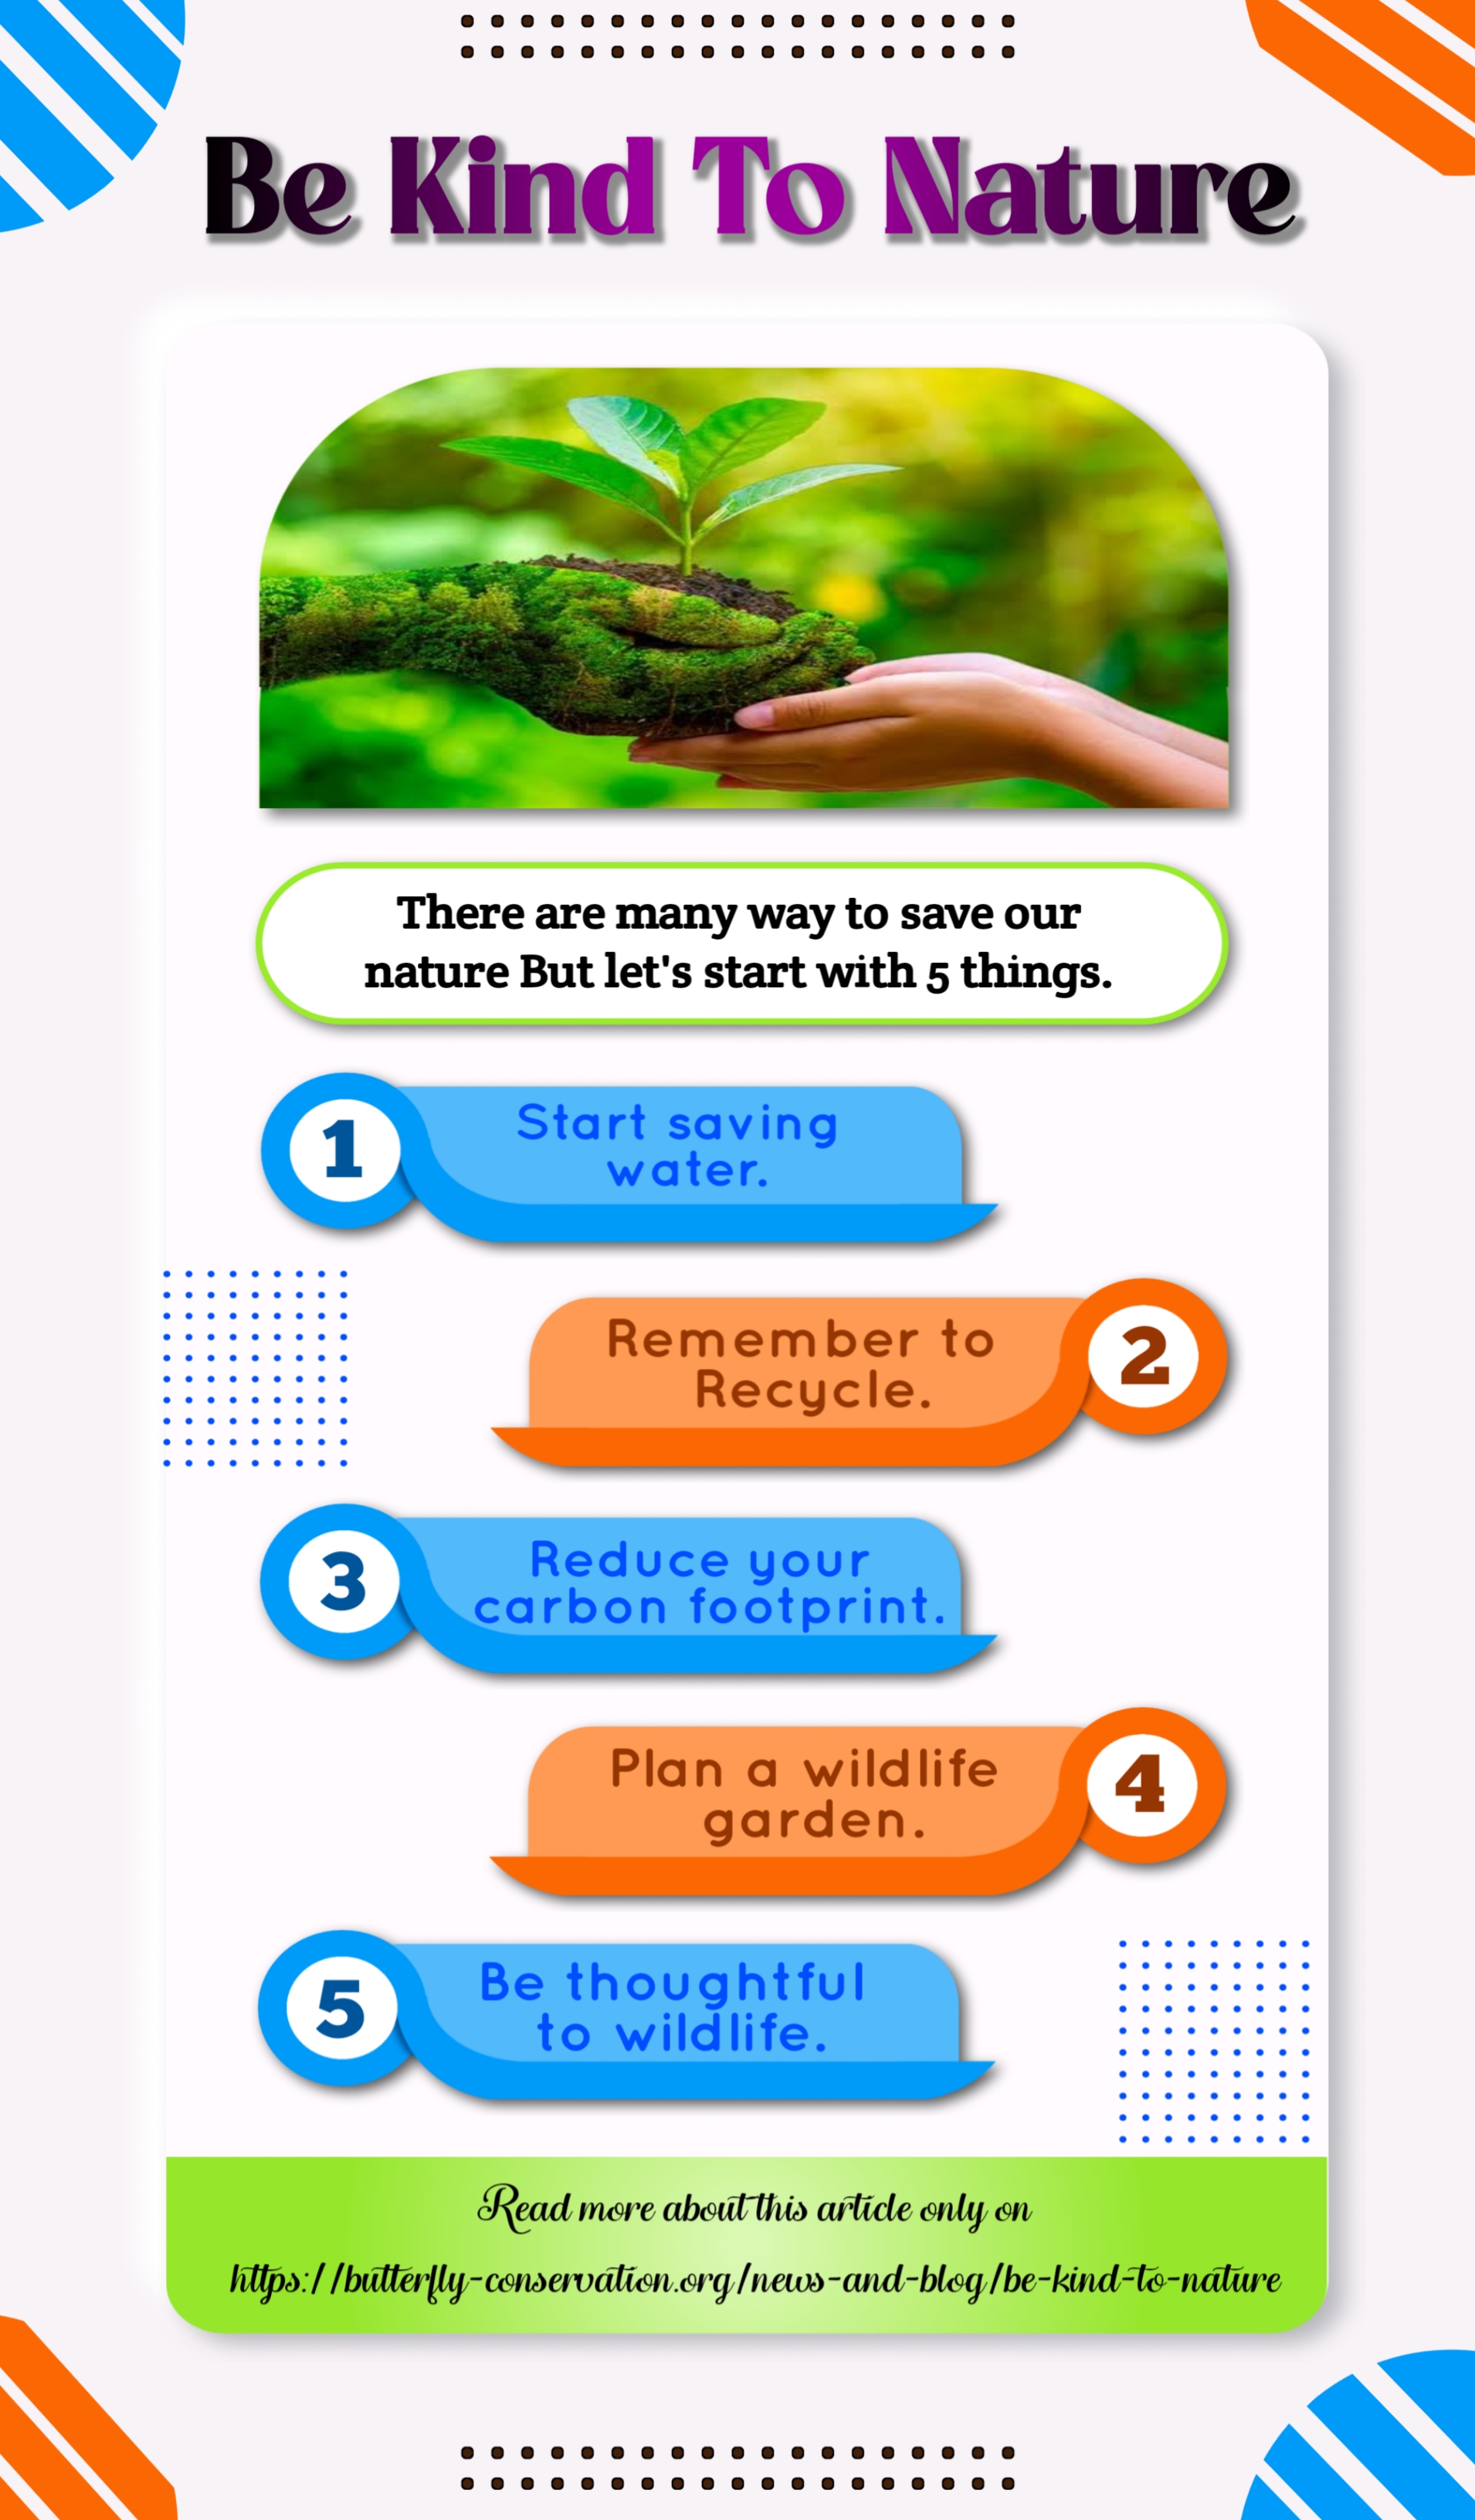 Be Kind To Nature
There are many way to save our
nature But let's start with 5 things.
1
Start saving
water.
Remember to
Recycle.
2
3
Reduce your
carbon footprint.
Plan a wildlife
garden.
4
5
Be thoughtful
to wildlife.
Read more about this article only on
https://butterfly-conservation.org/news-and-blog/be-kind-to-nature